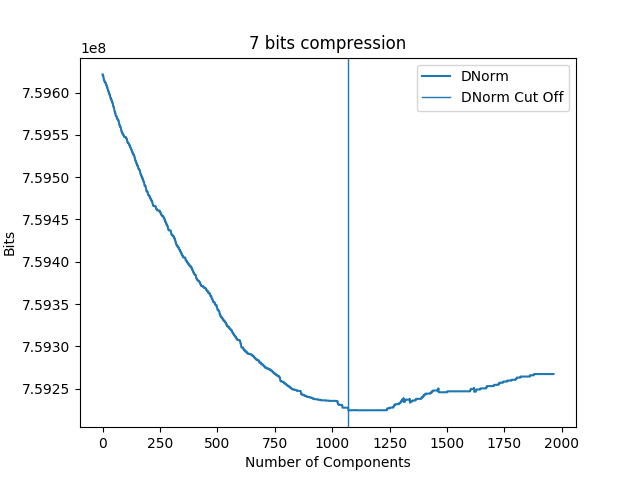 7 bits compression
1e8
DNorm
DNorm Cut Off
7.5960
7.5955
7.5950
7.5945
7.5940
7.5935
7.5930
7.5925
Bits
0 250 500 750 1000 1250 1500 1750 2000
Number of Components